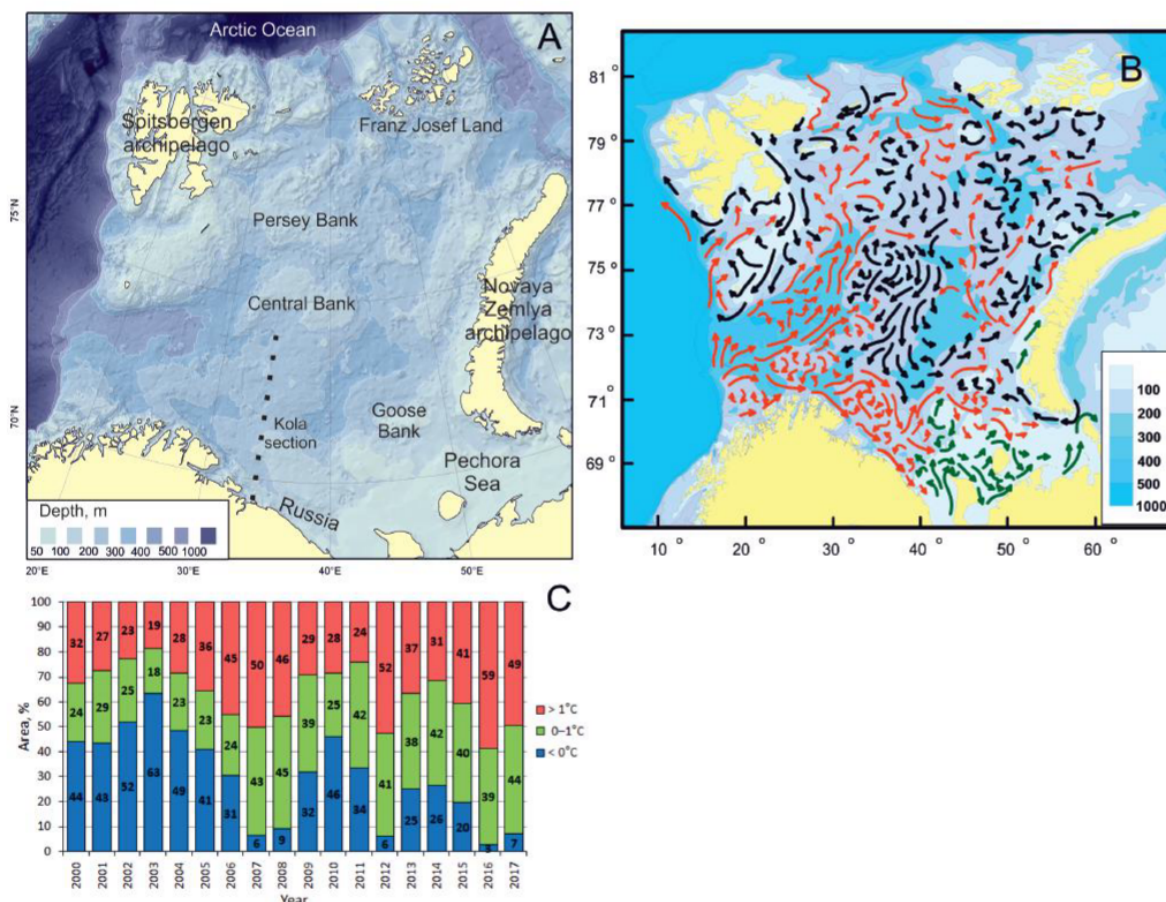 Arctic Ocean
A
Spitsbergen
archipelago
Franz Josef Land
Persey Bank
Central Bank
Novaya
Zemlya
archipelago
Kola
section
Goose
Bank
Pechora
Sea
Russia
75°N
70°N
Depth, m
50 100 200 300 400 500 1000
20°E 30°E 40°E 50°E
B
81°
79°
77°
75°
73°
71°
69°
100
200
300
400
500
1000
10° 20° 30° 40° 50° 60°
C
Area, %
100
90
80
70
60
50
40
30
20
10
0
32 27 23 19 28 36 45 50 46 29 28 24 52 37 31 41 59 49
24 29 25 18 23 23 24 43 45 39 25 42 41 38 42 40 39 44
44 43 52 63 49 41 31 6 9 32 46 34 6 25 26 20 3 7
> 1°C
0–1°C
< 0°C
2000 2001 2002 2003 2004 2005 2006 2007 2008 2009 2010 2011 2012 2013 2014 2015 2016 2017
Year